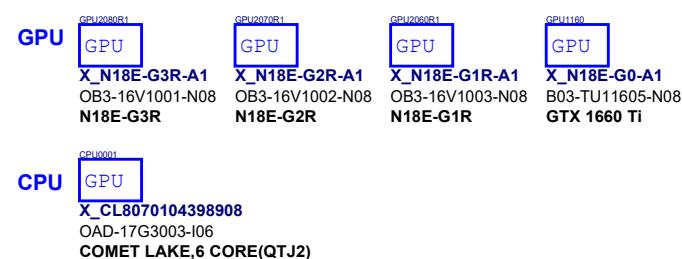 GPU
GPU2080R1
GPU
X_N18E-G3R-A1
OB3-16V1001-N08
N18E-G3R
GPU2070R1
GPU
X_N18E-G2R-A1
OB3-16V1002-N08
N18E-G2R
GPU2060R1
GPU
X_N18E-G1R-A1
OB3-16V1003-N08
N18E-G1R
GPU1160
GPU
X_N18E-G0-A1
B03-TU11605-N08
GTX 1660 Ti
CPU
CPU0001
GPU
X_CL8070104398908
OAD-17G3003-I06
COMET LAKE,6 CORE(QTJ2)